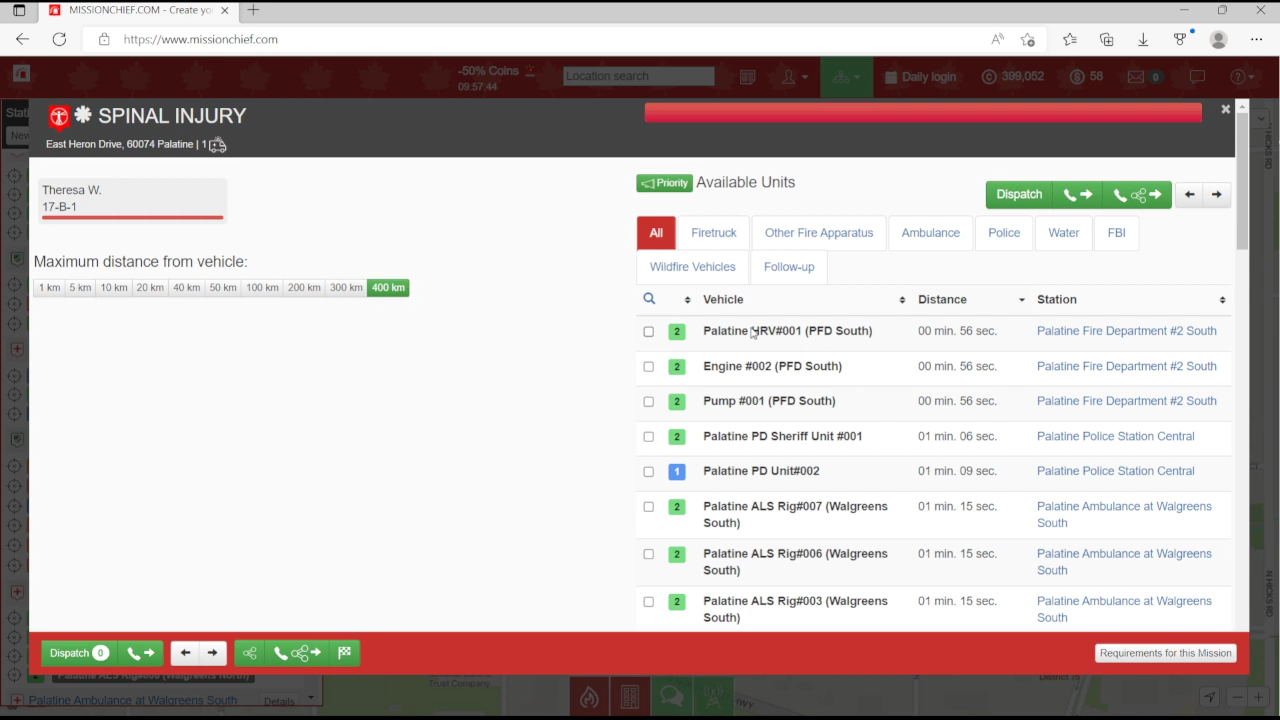 MISSIONCHIEF.COM - Create yo
https://www.missionchief.com
-50% Coins
09:57:44
Location search
Daily login
399,052
58
0
SPINAL INJURY
East Heron Drive, 60074 Palatine | 1
Theresa W.
17-B-1
Maximum distance from vehicle:
1 km 5 km 10 km 20 km 40 km 50 km 100 km 200 km 300 km 400 km
Priority Available Units
Dispatch
All Firetruck Other Fire Apparatus Ambulance Police Water FBI
Wildfire Vehicles Follow-up
Vehicle Distance Station
2 Palatine HRV#001 (PFD South) 00 min. 56 sec. Palatine Fire Department #2 South
2 Engine #002 (PFD South) 00 min. 56 sec. Palatine Fire Department #2 South
2 Pump #001 (PFD South) 00 min. 56 sec. Palatine Fire Department #2 South
2 Palatine PD Sheriff Unit #001 01 min. 06 sec. Palatine Police Station Central
1 Palatine PD Unit#002 01 min. 09 sec. Palatine Police Station Central
2 Palatine ALS Rig#007 (Walgreens South) 01 min. 15 sec. Palatine Ambulance at Walgreens South
2 Palatine ALS Rig#006 (Walgreens South) 01 min. 15 sec. Palatine Ambulance at Walgreens South
2 Palatine ALS Rig#003 (Walgreens South) 01 min. 15 sec. Palatine Ambulance at Walgreens South
Dispatch 0
Requirements for this Mission
Palatine Ambulance at Walgreens South Details
Trust Company
N HICKS RD